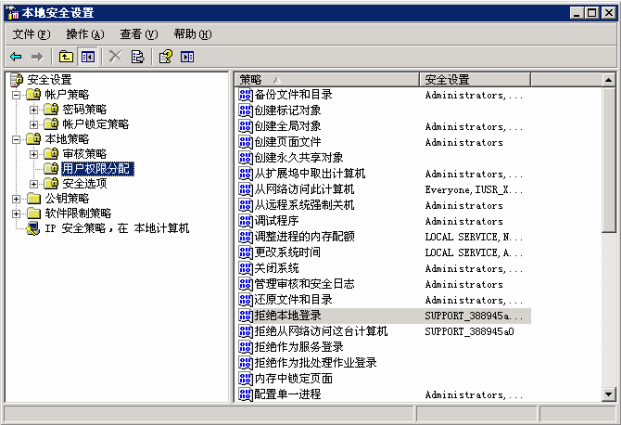 本地安全设置
文件(F) 操作(A) 查看(V) 帮助(H)
安全设置
帐户策略
密码策略
帐户锁定策略
本地策略
审核策略
用户权限分配
安全选项
公钥策略
软件限制策略
IP 安全策略，在 本地计算机
策略 安全设置
备份文件和目录 Administrators,...
创建标记对象
创建全局对象 Administrators,...
创建页面文件 Administrators
创建永久共享对象
从扩展坞中取出计算机 Administrators,...
从网络访问此计算机 Everyone,IUSR_X...
从远程系统强制关机 Administrators
调试程序 Administrators
调整进程的内存配额 LOCAL SERVICE,N...
更改系统时间 LOCAL SERVICE,A...
关闭系统 Administrators,...
管理审核和安全日志 Administrators
还原文件和目录 Administrators,...
拒绝本地登录 SUPPORT_388945a...
拒绝从网络访问这台计算机 SUPPORT_388945a0
拒绝作为服务登录
拒绝作为批处理作业登录
内存中锁定页面
配置单一进程 Administrators,...